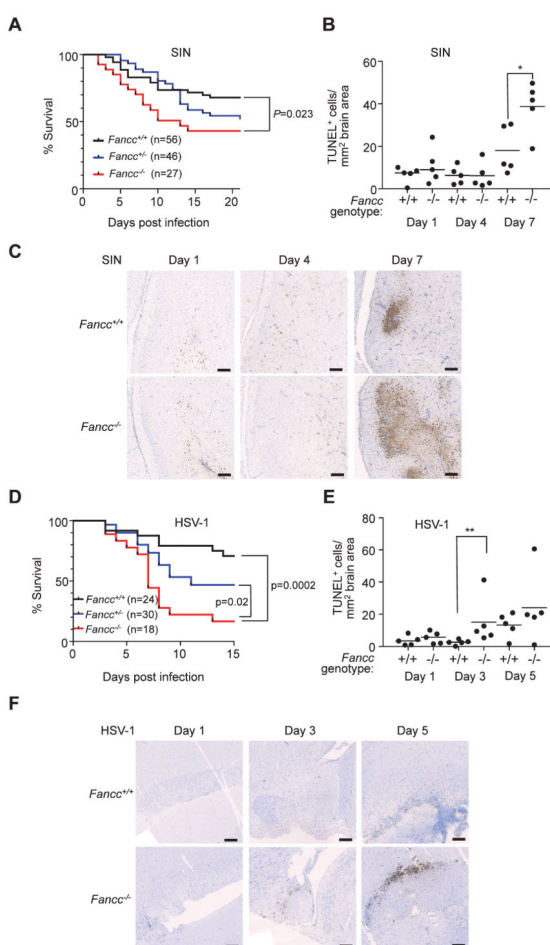 A
SIN
% Survival
100
50
0
Fancc+/+ (n=56)
Fancc+/- (n=46)
Fancc-/- (n=27)
P=0.023
0 5 10 15 20
Days post infection
B
SIN
TUNEL+ cells/
mm2 brain area
60
40
20
0
*
Fancc
genotype:
+/+ -/- +/+ -/- +/+ -/-
Day 1 Day 4 Day 7
C
SIN Day 1 Day 4 Day 7
Fancc+/+
Fancc-/-
D
HSV-1
% Survival
100
50
0
Fancc+/+ (n=24)
Fancc+/- (n=30)
Fancc-/- (n=18)
p=0.02
p=0.0002
0 5 10 15
Days post infection
E
HSV-1
TUNEL+ cells/
mm2 brain area
80
60
40
20
0
**
Fancc
genotype:
+/+ -/- +/+ -/- +/+ -/-
Day 1 Day 3 Day 5
F
HSV-1 Day 1 Day 3 Day 5
Fancc+/+
Fancc-/-